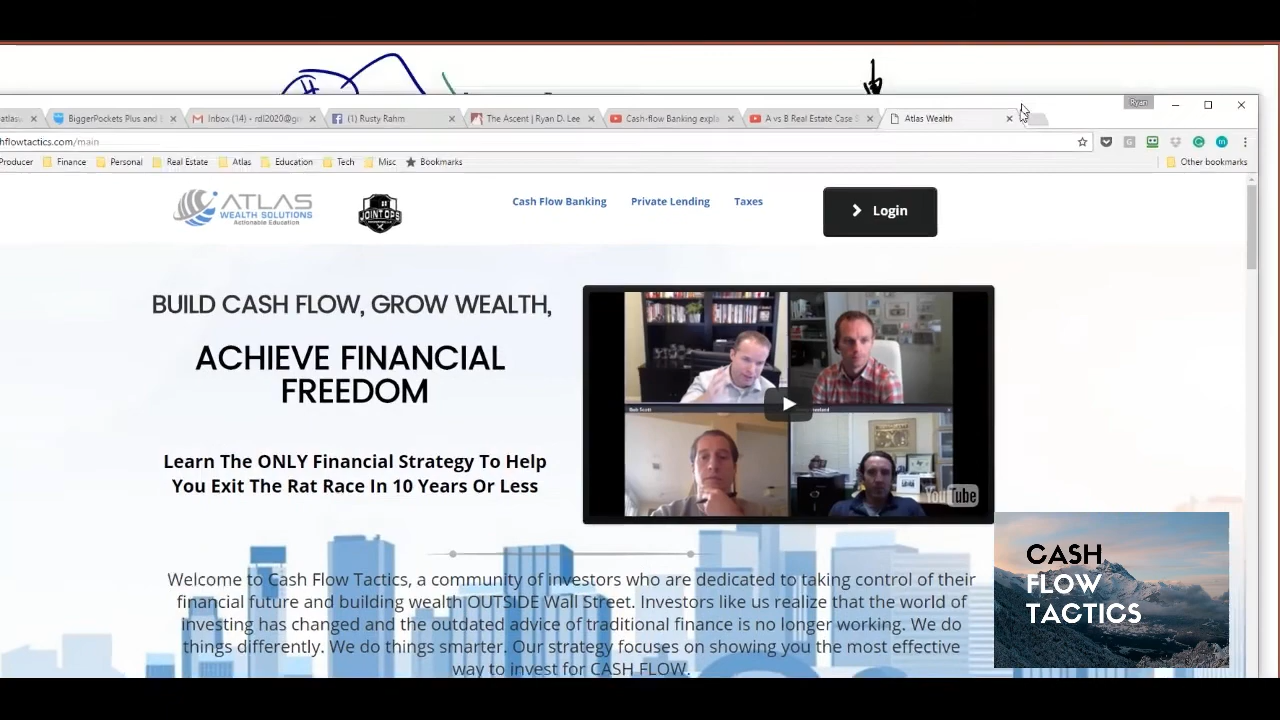 H
Ryan
BiggerPockets Plus and
Inbox (14) - rdl2020@g
(1) Rusty Rahm
The Ascent | Ryan D. Lee
Cash-flow Banking expla
A vs B Real Estate Case S
Atlas Wealth
hflowtactics.com/main
Producer
Finance
Personal
Real Estate
Atlas
Education
Tech
Misc
Bookmarks
Other bookmarks
ATLAS
WEALTH SOLUTIONS
Actionable Education
JOINT OPS
Cash Flow Banking
Private Lending
Taxes
Login
BUILD CASH FLOW, GROW WEALTH,
ACHIEVE FINANCIAL
FREEDOM
Learn The ONLY Financial Strategy To Help
You Exit The Rat Race In 10 Years Or Less
YouTube
Welcome to Cash Flow Tactics, a community of investors who are dedicated to taking control of their
financial future and building wealth OUTSIDE Wall Street. Investors like us realize that the world of
investing has changed and the outdated advice of traditional finance is no longer working. We do
things differently. We do things smarter. Our strategy focuses on showing you the most effective
way to invest for CASH FLOW.
CASH
FLOW
TACTICS